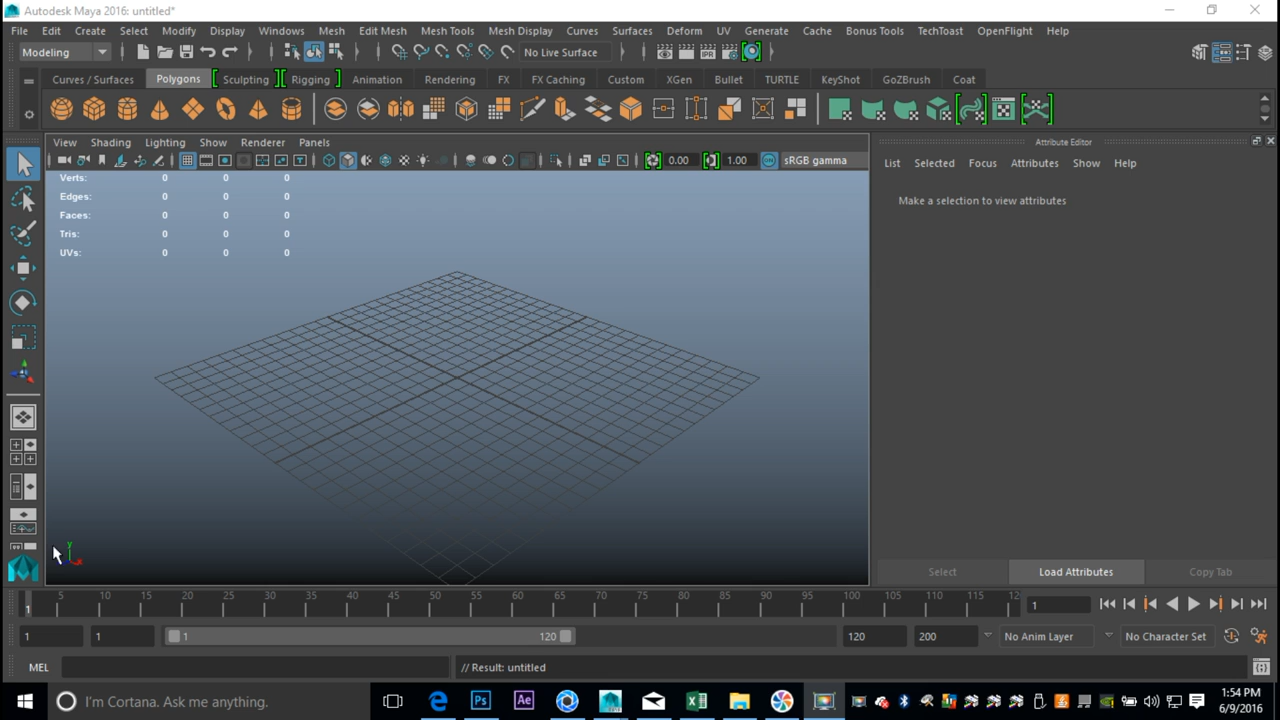 Autodesk Maya 2016: untitled*
File Edit Create Select Modify Display Windows Mesh Edit Mesh Mesh Tools Mesh Display Curves Surfaces Deform UV Generate Cache Bonus Tools TechToast OpenFlight Help
Modeling No Live Surface
Curves / Surfaces Polygons Sculpting Rigging Animation Rendering FX FX Caching Custom XGen Bullet TURTLE KeyShot GoZBrush Coat
View Shading Lighting Show Renderer Panels
Attribute Editor
0.00 1.00 sRGB gamma
List Selected Focus Attributes Show Help
Verts: 0 0 0
Edges: 0 0 0
Faces: 0 0 0
Tris: 0 0 0
UVs: 0 0 0
Make a selection to view attributes
y
x
Select Load Attributes Copy Tab
1 5 10 15 20 25 30 35 40 45 50 55 60 65 70 75 80 85 90 95 100 105 110 115 12
1
1 1 1 120 120 200 No Anim Layer No Character Set
MEL // Result: untitled
I'm Cortana. Ask me anything.
Ps Ae
1:54 PM
6/9/2016